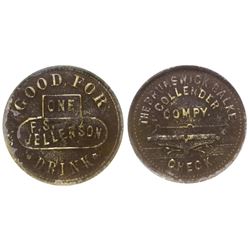 GOOD FOR
ONE
F.S.
JELLERSON
DRINK
THE BRUNSWICK BALKE
COLLENDER
COMPY.
CHECK